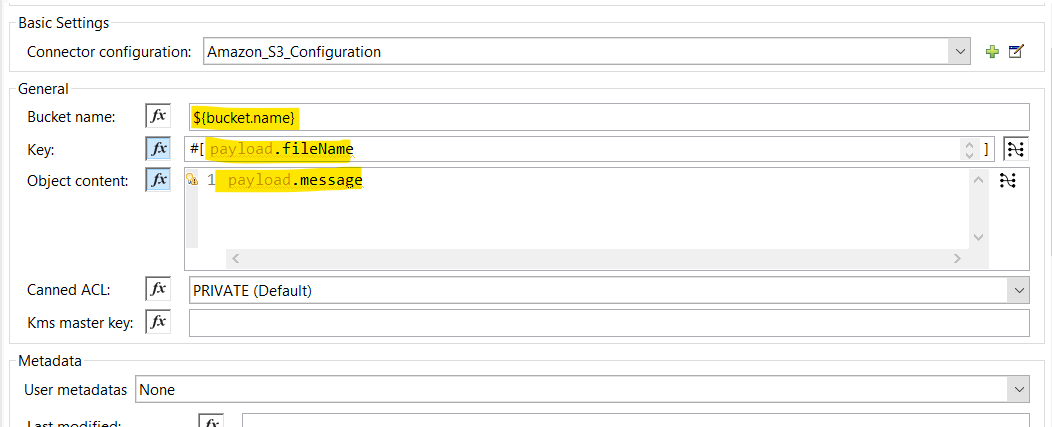 Basic Settings
Connector configuration: Amazon_S3_Configuration
General
Bucket name: fx ${bucket.name}
Key: fx #[ payload.fileName ]
Object content: fx 1 payload.message
Canned ACL: fx PRIVATE (Default)
Kms master key: fx
Metadata
User metadatas None
Last modified: fx